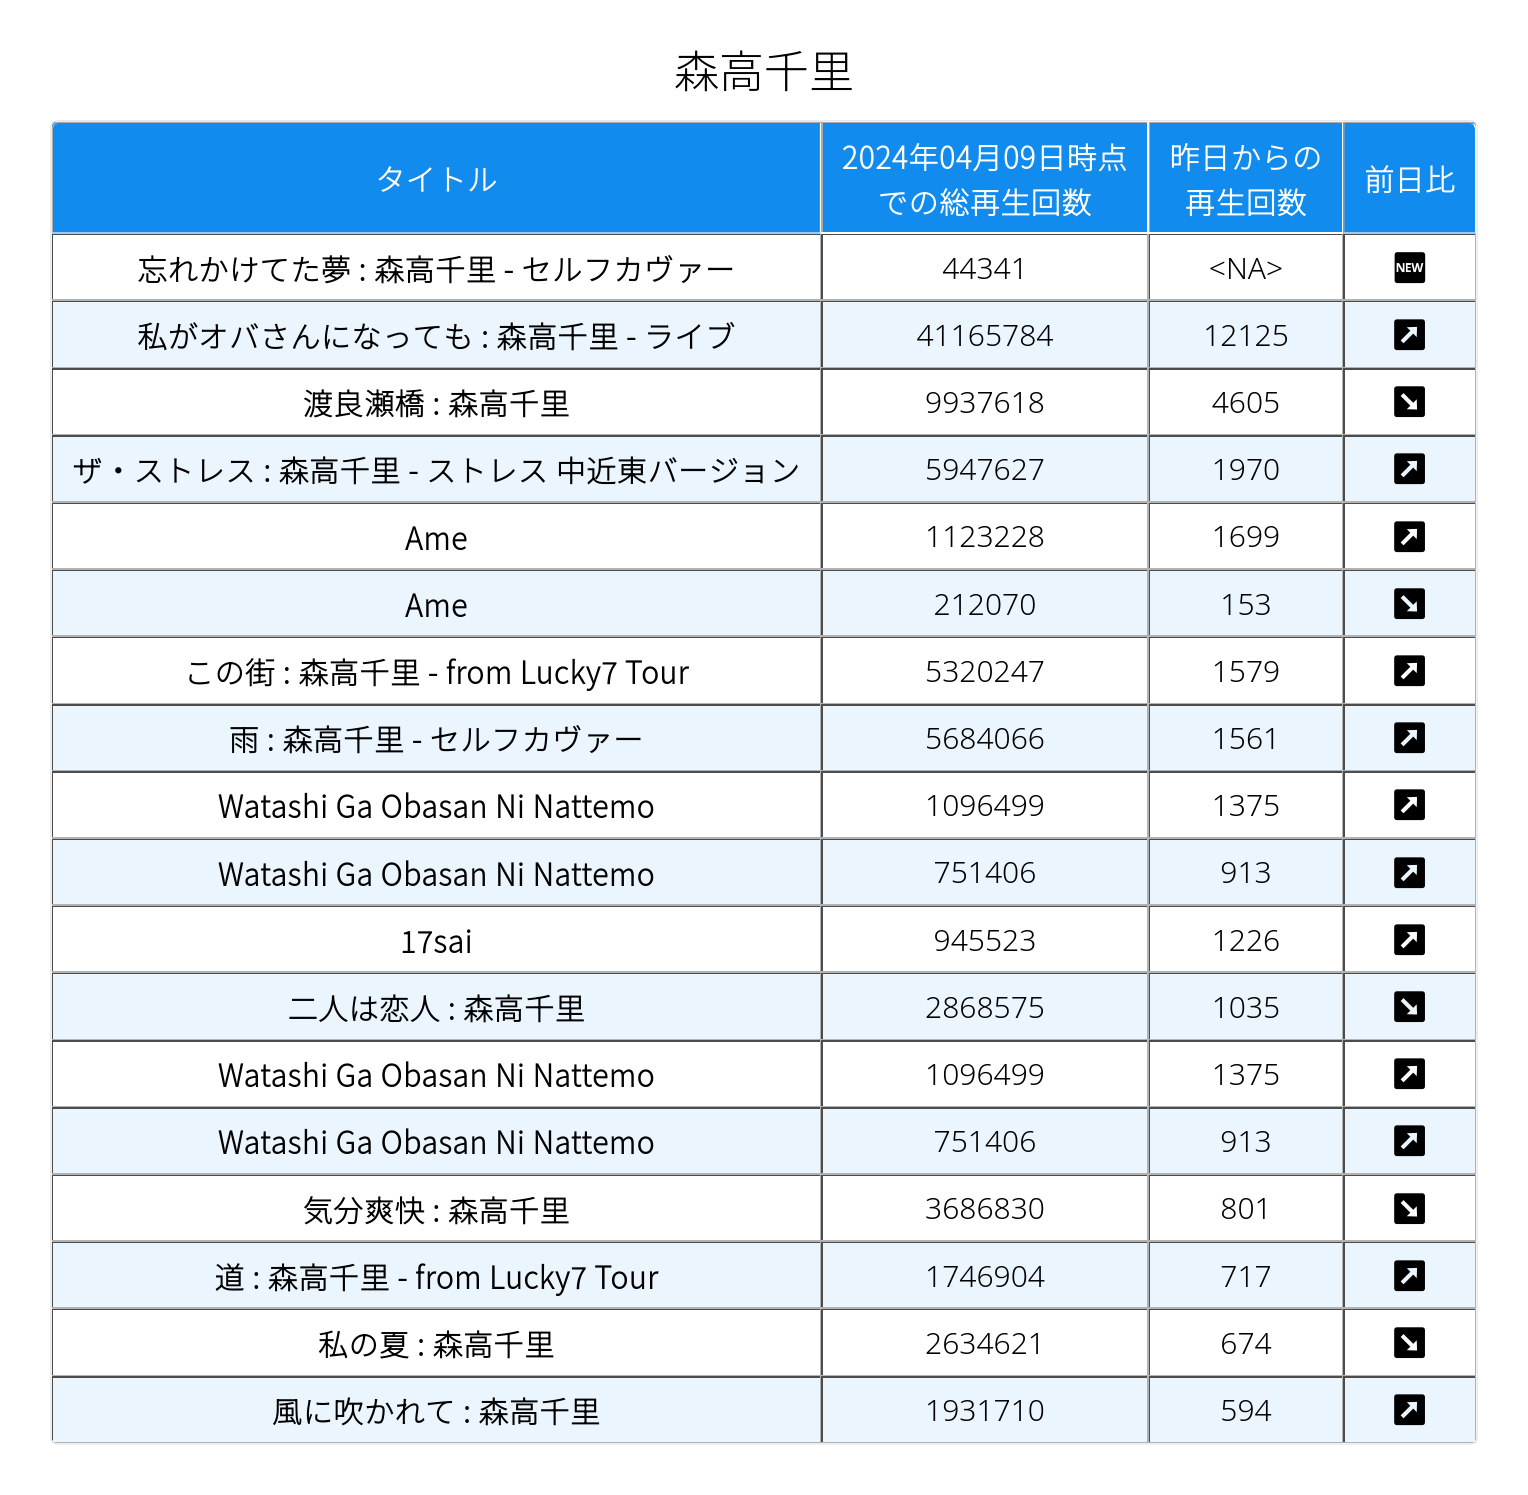 森高千里
タイトル 2024年04月09日時点での総再生回数 昨日からの再生回数 前日比
忘れかけてた夢 : 森高千里 - セルフカヴァー 44341 <NA> NEW
私がオバさんになっても : 森高千里 - ライブ 41165784 12125 ↗
渡良瀬橋 : 森高千里 9937618 4605 ↘
ザ・ストレス : 森高千里 - ストレス 中近東バージョン 5947627 1970 ↗
Ame 1123228 1699 ↗
Ame 212070 153 ↘
この街 : 森高千里 - from Lucky7 Tour 5320247 1579 ↗
雨 : 森高千里 - セルフカヴァー 5684066 1561 ↗
Watashi Ga Obasan Ni Nattemo 1096499 1375 ↗
Watashi Ga Obasan Ni Nattemo 751406 913 ↗
17sai 945523 1226 ↗
二人は恋人 : 森高千里 2868575 1035 ↘
Watashi Ga Obasan Ni Nattemo 1096499 1375 ↗
Watashi Ga Obasan Ni Nattemo 751406 913 ↗
気分爽快 : 森高千里 3686830 801 ↘
道 : 森高千里 - from Lucky7 Tour 1746904 717 ↗
私の夏 : 森高千里 2634621 674 ↘
風に吹かれて : 森高千里 1931710 594 ↗